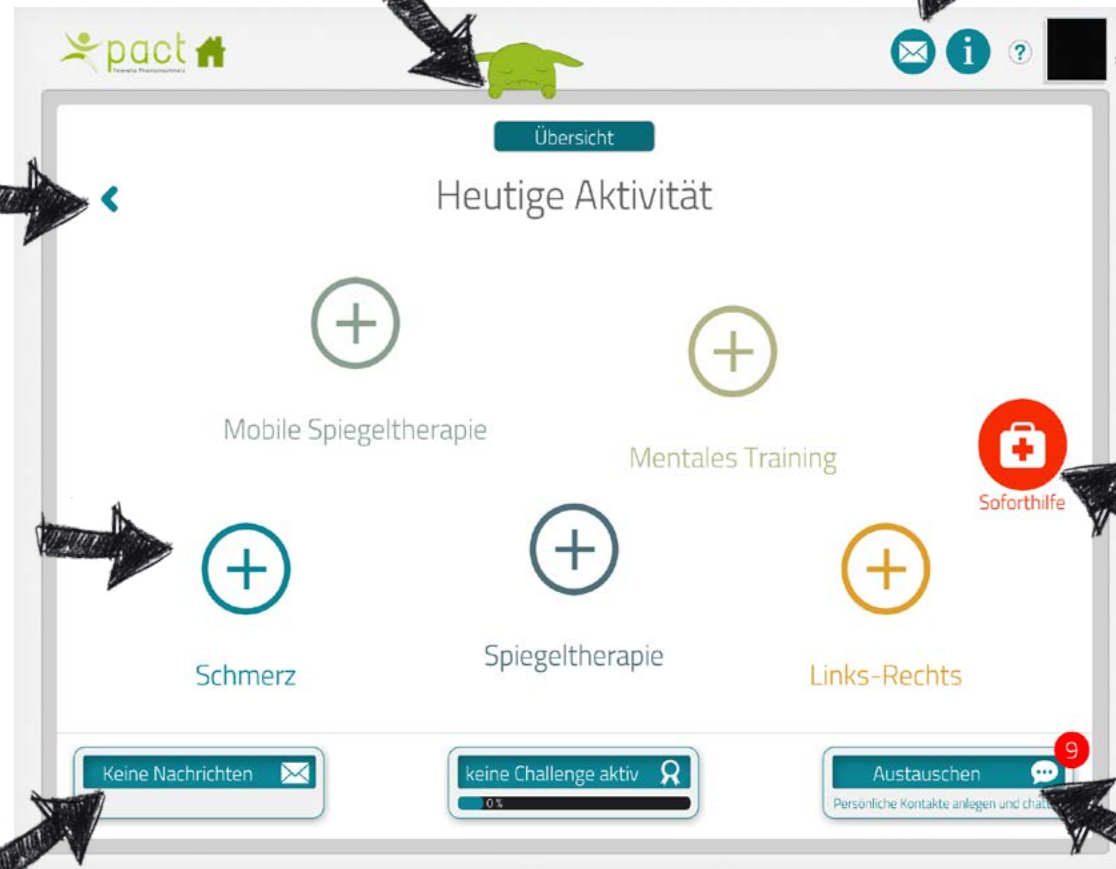 pact
?
Übersicht
Heutige Aktivität
Mobile Spiegeltherapie
Mentales Training
Soforthilfe
Schmerz
Spiegeltherapie
Links-Rechts
Keine Nachrichten
keine Challenge aktiv
0 %
Austauschen
9
Persönliche Kontakte anlegen und